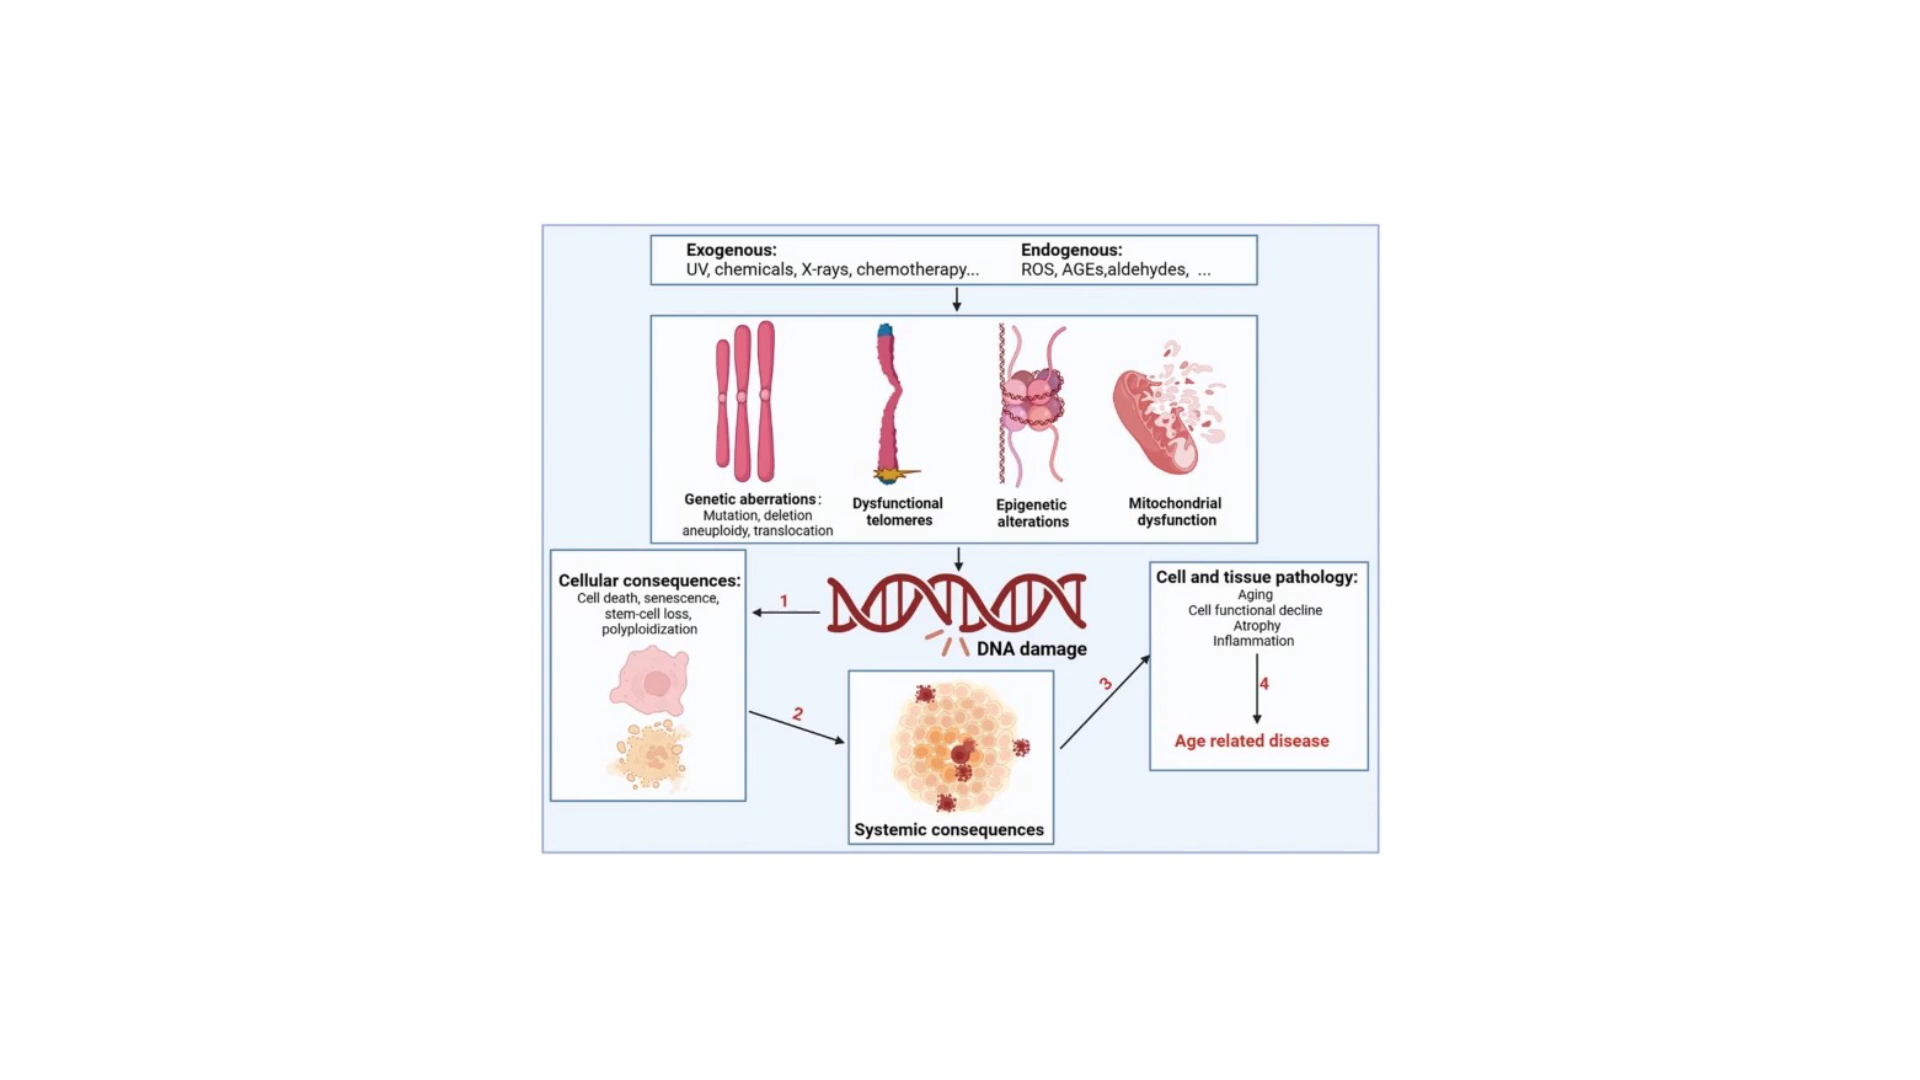 Exogenous:
UV, chemicals, X-rays, chemotherapy...
Endogenous:
ROS, AGEs,aldehydes, ...
Genetic aberrations:
Mutation, deletion
aneuploidy, translocation
Dysfunctional
telomeres
Epigenetic
alterations
Mitochondrial
dysfunction
Cellular consequences:
Cell death, senescence,
stem-cell loss,
polyploidization
1
DNA damage
2
Systemic consequences
3
Cell and tissue pathology:
Aging
Cell functional decline
Atrophy
Inflammation
4
Age related disease